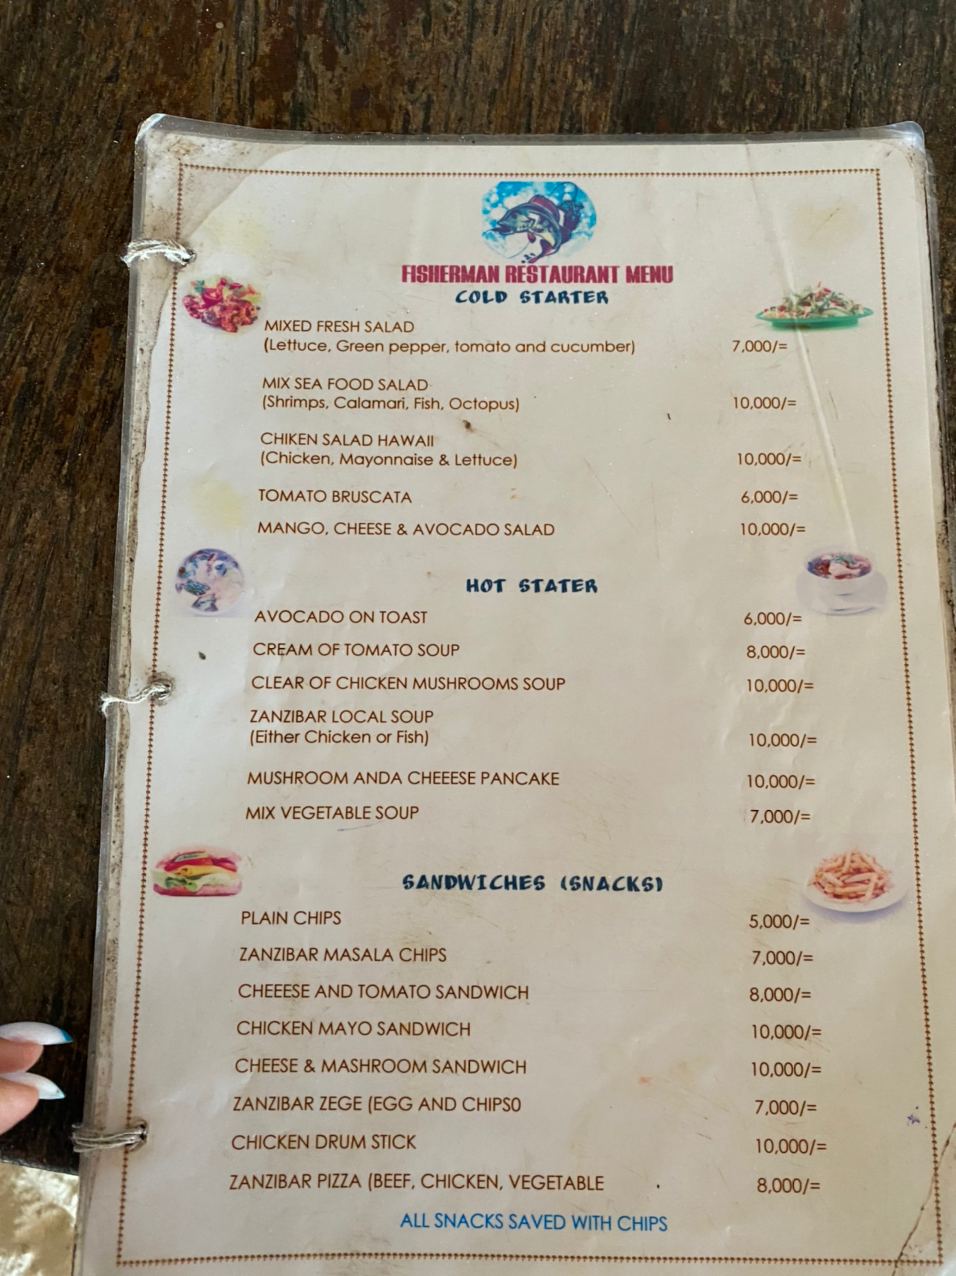 FISHERMAN RESTAURANT MENU
COLD STARTER
MIXED FRESH SALAD
(Lettuce, Green pepper, tomato and cucumber) 7,000/=
MIX SEA FOOD SALAD
(Shrimps, Calamari, Fish, Octopus) 10,000/=
CHIKEN SALAD HAWAII
(Chicken, Mayonnaise & Lettuce) 10,000/=
TOMATO BRUSCATA 6,000/=
MANGO, CHEESE & AVOCADO SALAD 10,000/=
HOT STATER
AVOCADO ON TOAST 6,000/=
CREAM OF TOMATO SOUP 8,000/=
CLEAR OF CHICKEN MUSHROOMS SOUP 10,000/=
ZANZIBAR LOCAL SOUP
(Either Chicken or Fish) 10,000/=
MUSHROOM ANDA CHEEESE PANCAKE 10,000/=
MIX VEGETABLE SOUP 7,000/=
SANDWICHES (SNACKS)
PLAIN CHIPS 5,000/=
ZANZIBAR MASALA CHIPS 7,000/=
CHEEESE AND TOMATO SANDWICH 8,000/=
CHICKEN MAYO SANDWICH 10,000/=
CHEESE & MASHROOM SANDWICH 10,000/=
ZANZIBAR ZEGE (EGG AND CHIPS0 7,000/=
CHICKEN DRUM STICK 10,000/=
ZANZIBAR PIZZA (BEEF, CHICKEN, VEGETABLE 8,000/=
ALL SNACKS SAVED WITH CHIPS